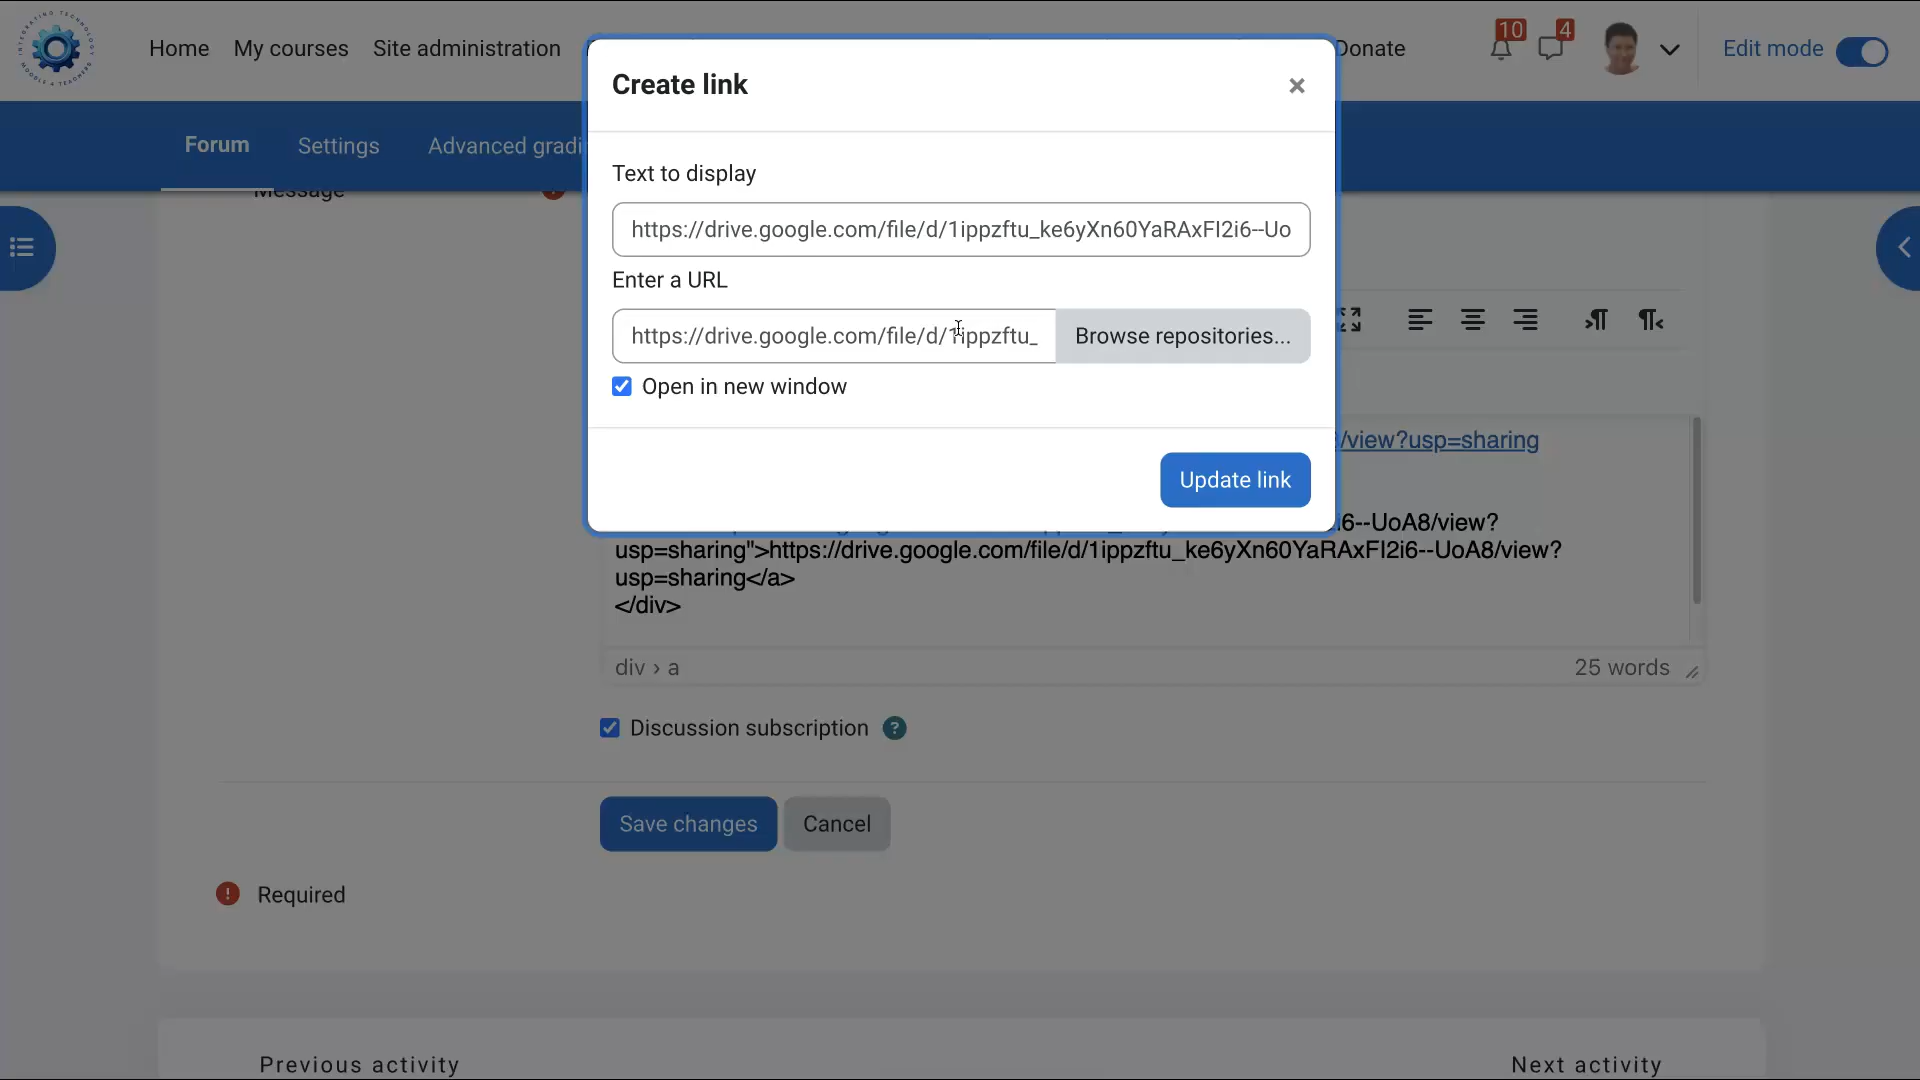 Home My courses Site administration Donate 10 4 Edit mode
Create link
×
Forum Settings Advanced gradi
Text to display
Message
https://drive.google.com/file/d/1ippzftu_ke6yXn60YaRAxFl2i6--Uo
Enter a URL
https://drive.google.com/file/d/1ippzftu_ Browse repositories...
Open in new window
/view?usp=sharing
Update link
i6--UoA8/view?
usp=sharing">https://drive.google.com/file/d/1ippzftu_ke6yXn60YaRAxFl2i6--UoA8/view?
usp=sharing</a>
</div>
div › a 25 words
Discussion subscription ?
Save changes Cancel
! Required
Previous activity Next activity